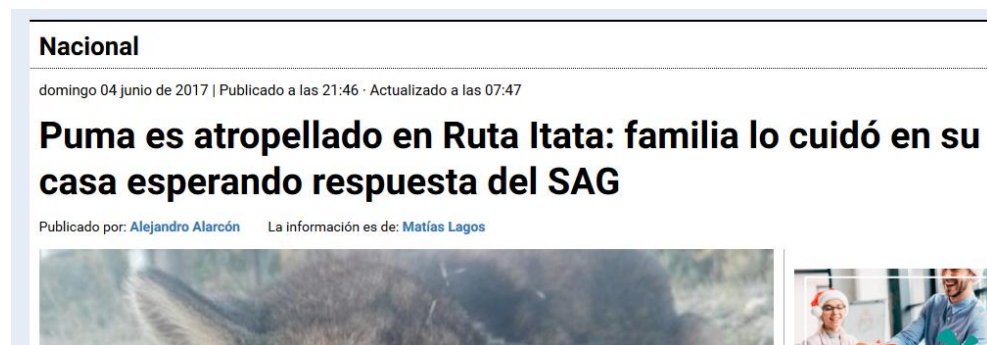 Nacional
domingo 04 junio de 2017 | Publicado a las 21:46 · Actualizado a las 07:47
Puma es atropellado en Ruta Itata: familia lo cuidó en su
casa esperando respuesta del SAG
Publicado por: Alejandro Alarcón La información es de: Matías Lagos